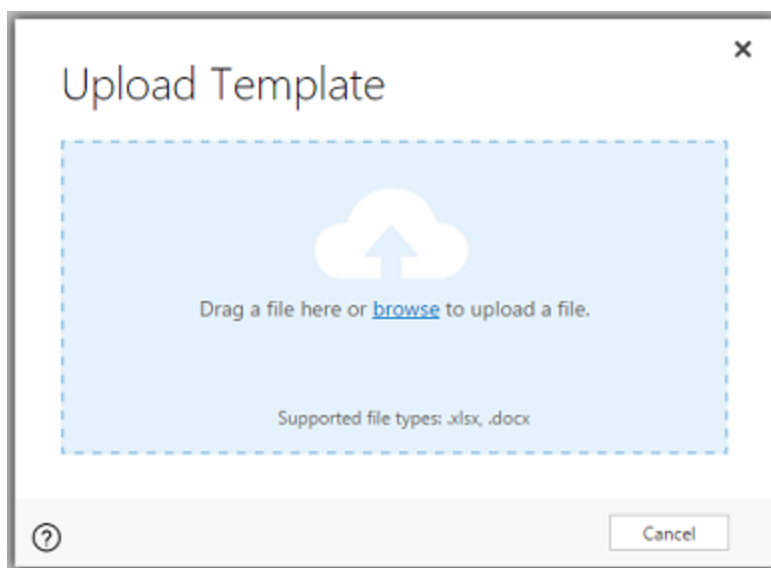 Upload Template
Drag a file here or browse to upload a file.
Supported file types: .xlsx, .docx
Cancel